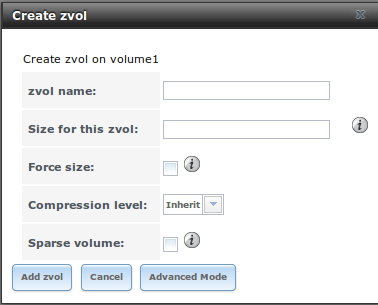 Create zvol
Create zvol on volume1
zvol name:
Size for this zvol:
Force size:
Compression level: Inherit
Sparse volume:
Add zvol Cancel Advanced Mode